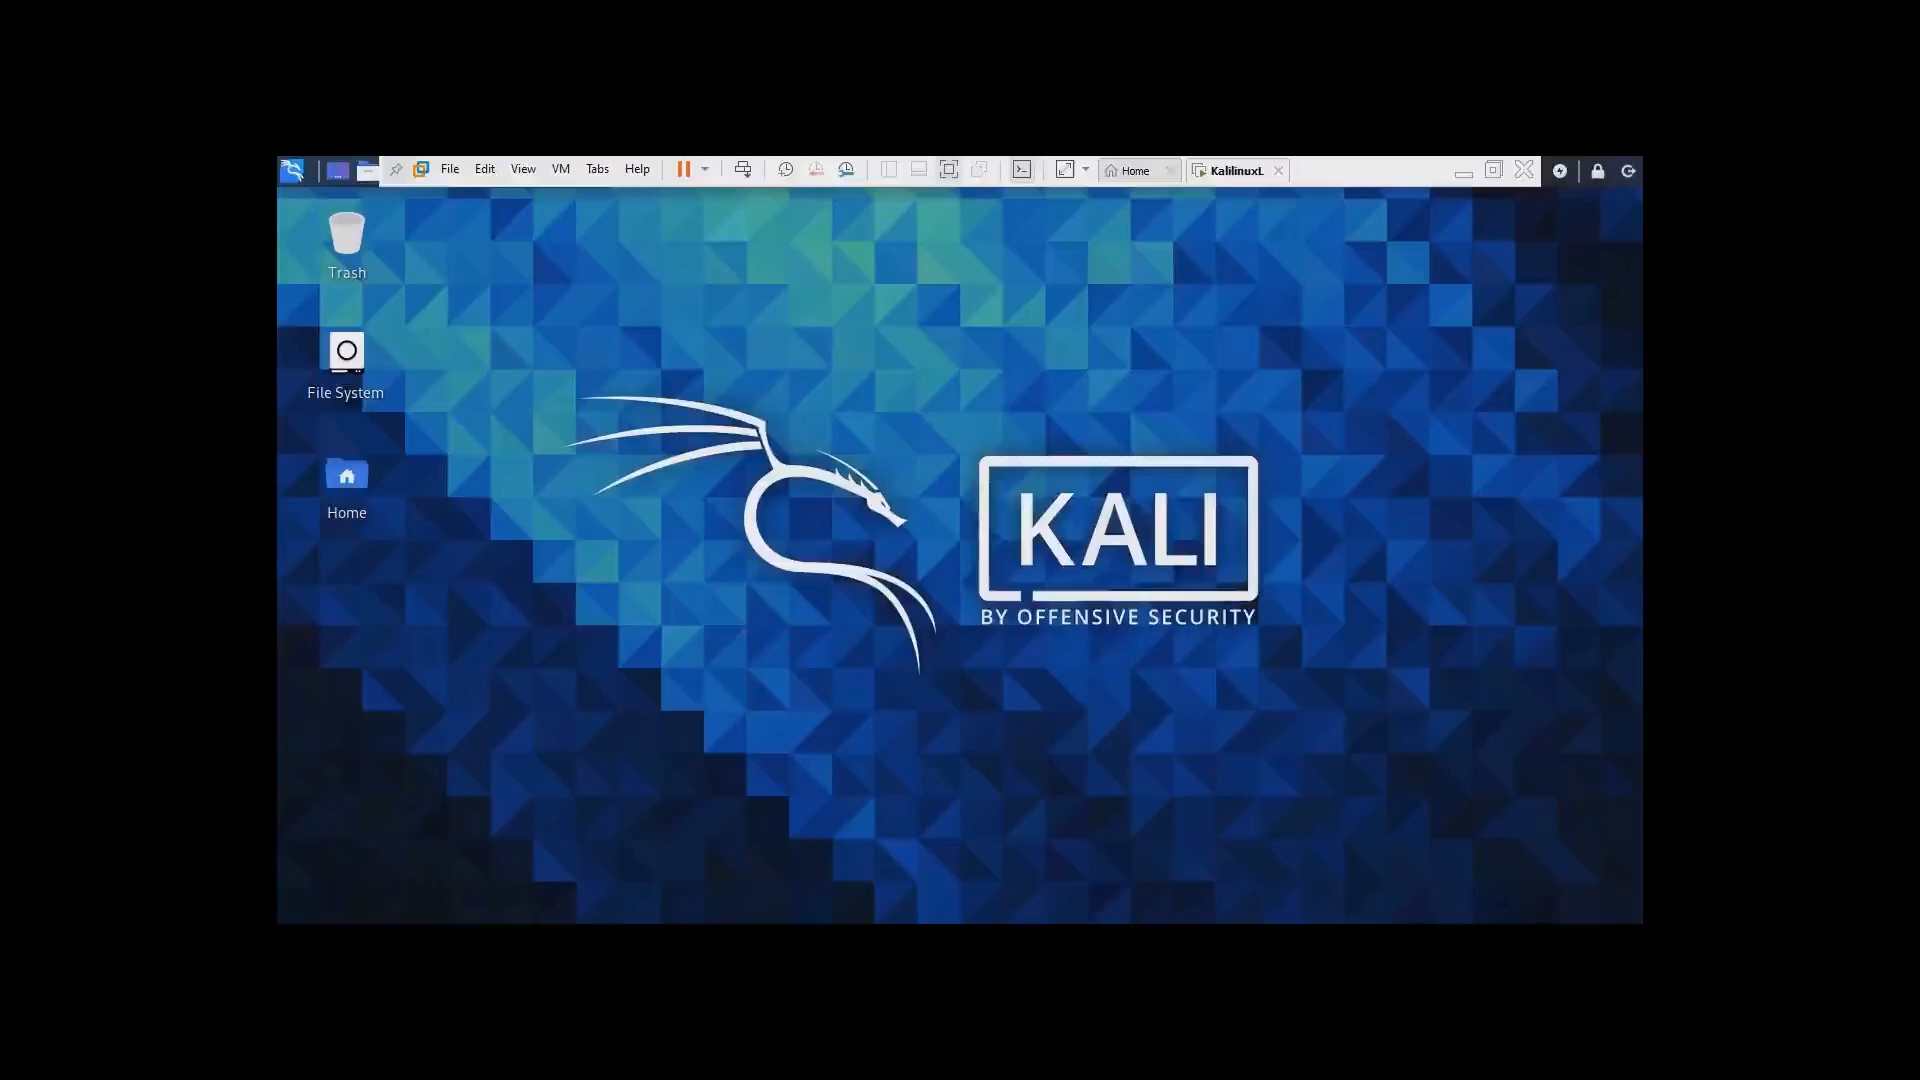 File Edit View VM Tabs Help Home KalilinuxL
Trash
File System
Home
KALI
BY OFFENSIVE SECURITY